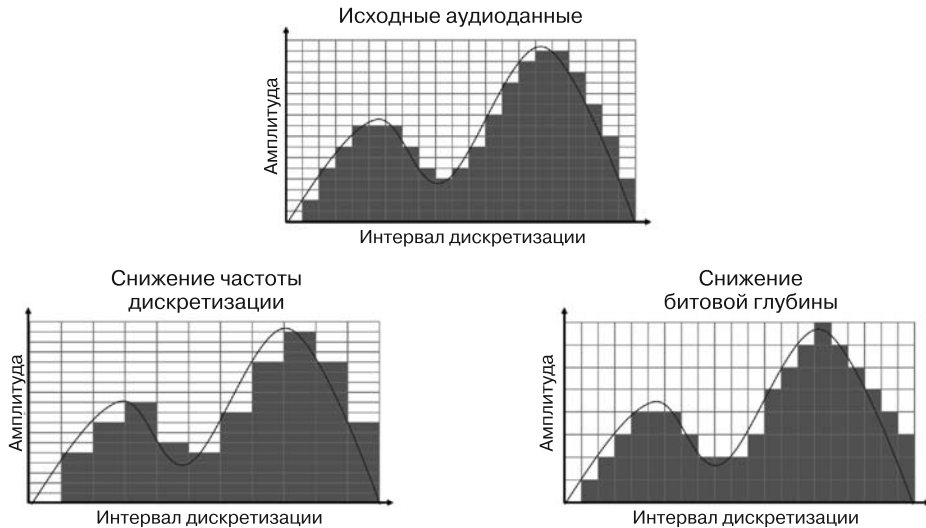 Исходные аудиоданные
Амплитуда
Интервал дискретизации
Снижение частоты
дискретизации
Амплитуда
Интервал дискретизации
Снижение
битовой глубины
Амплитуда
Интервал дискретизации